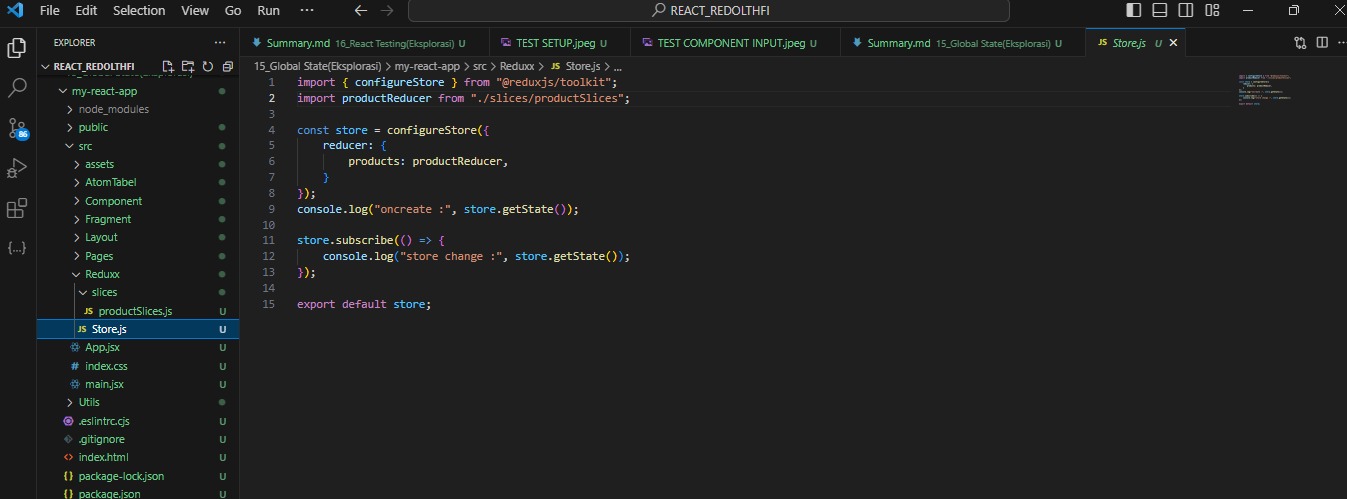 File Edit Selection View Go Run ··· ← → REACT_REDOLTHFI
EXPLORER ···
Summary.md 16_React Testing(Eksplorasi) U
TEST SETUP.jpeg U
TEST COMPONENT INPUT.jpeg U
Summary.md 15_Global State(Eksplorasi) U
JS Store.js U
REACT_REDOLTHFI
my-react-app
node_modules
public
src
assets
AtomTabel
Component
Fragment
Layout
Pages
Reduxx
slices
JS productSlices.js U
JS Store.js U
App.jsx U
# index.css U
main.jsx U
Utils
.eslintrc.cjs U
.gitignore U
<> index.html U
{} package-lock.json U
{} package.json U
86
{...}
15_Global State(Eksplorasi) > my-react-app > src > Reduxx > JS Store.js > ...
1 import { configureStore } from "@reduxjs/toolkit";
2 import productReducer from "./slices/productSlices";
3
4 const store = configureStore({
5 reducer: {
6 products: productReducer,
7 }
8 });
9 console.log("oncreate :", store.getState());
10
11 store.subscribe(() => {
12 console.log("store change :", store.getState());
13 });
14
15 export default store;